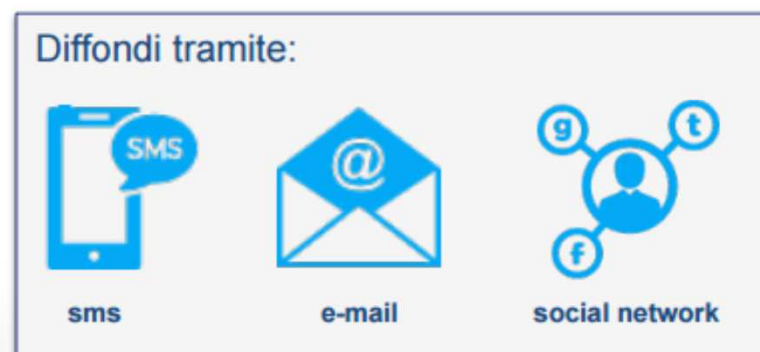 Diffondi tramite:
SMS
@
g
t
f
sms
e-mail
social network